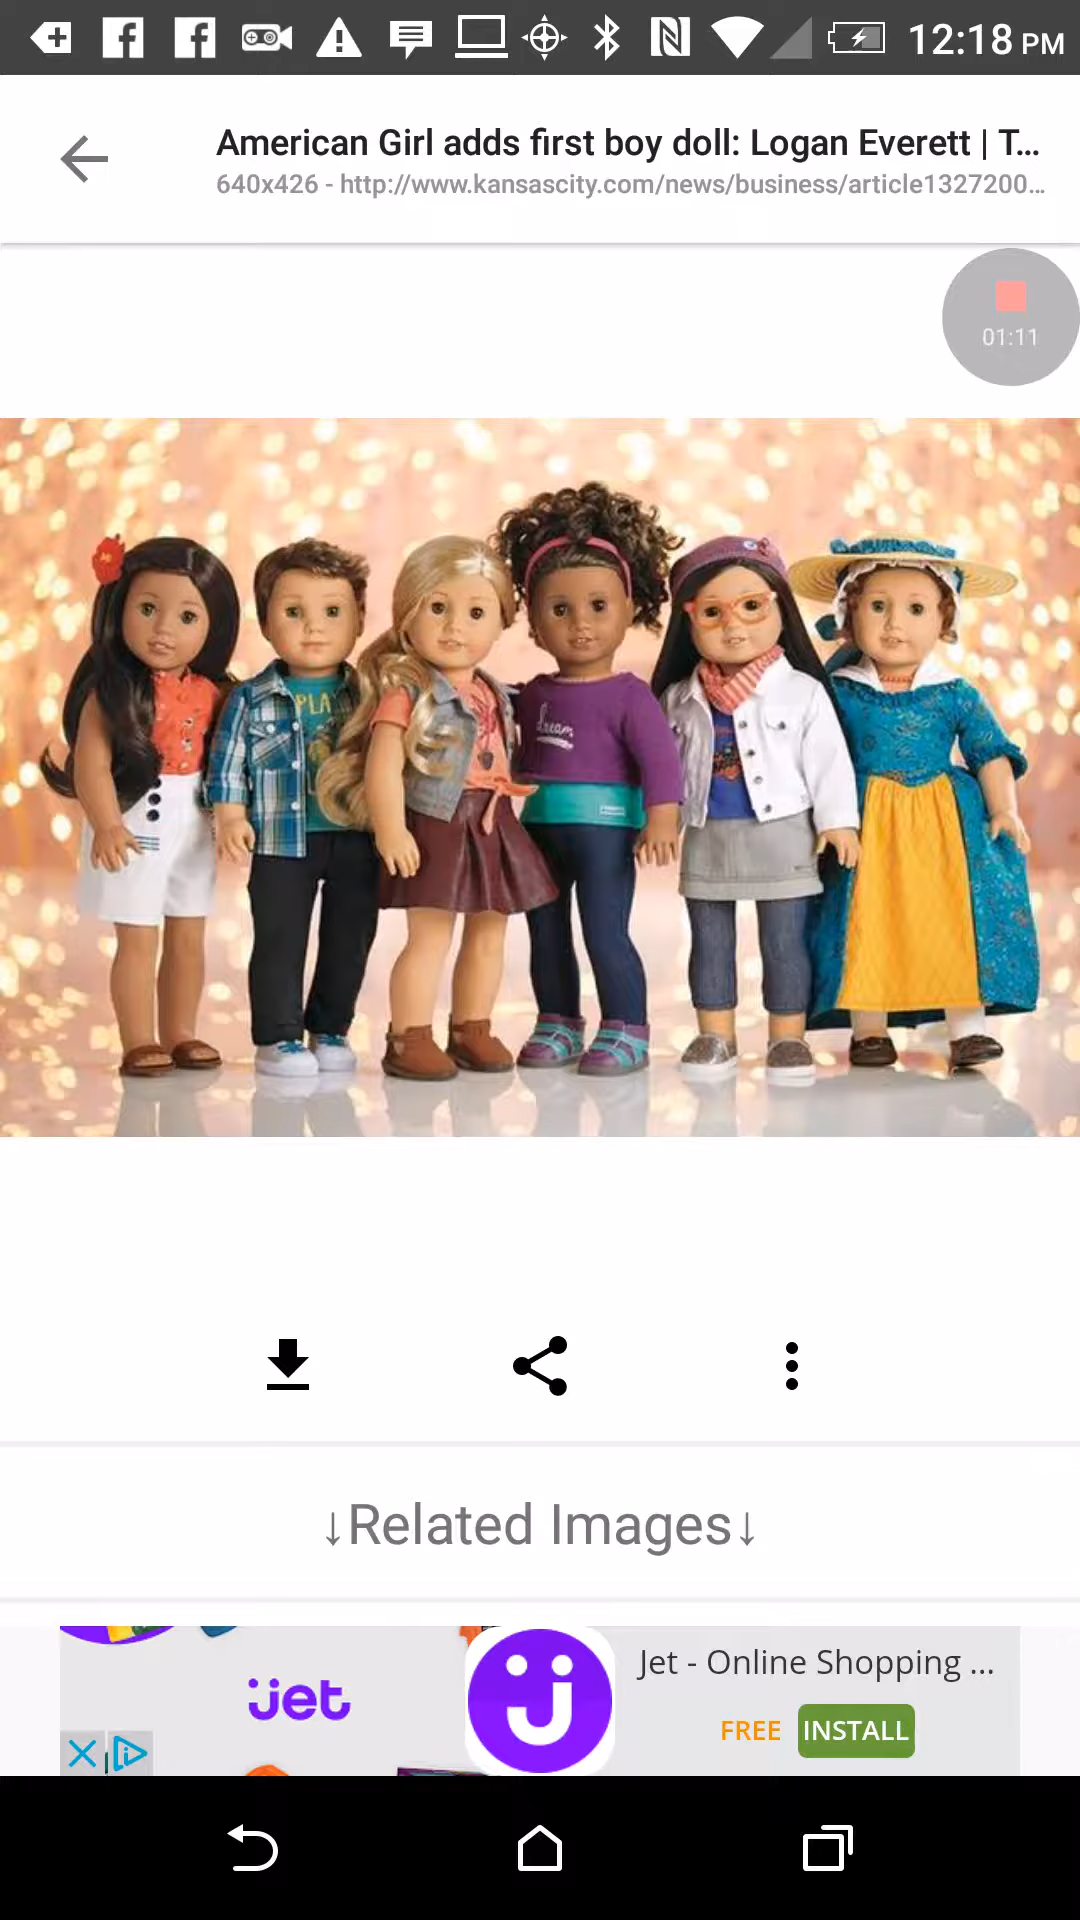 12:18 PM
American Girl adds first boy doll: Logan Everett | T...
640x426 - http://www.kansascity.com/news/business/article1327200...
01:11
PLA
dream
↓Related Images↓
jet
Jet - Online Shopping ...
FREE INSTALL